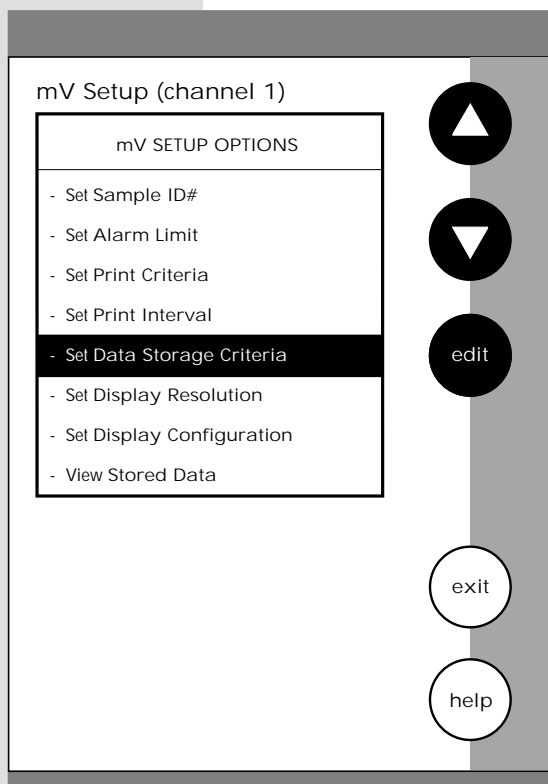 mV Setup (channel 1)
mV SETUP OPTIONS
- Set Sample ID#
- Set Alarm Limit
- Set Print Criteria
- Set Print Interval
- Set Data Storage Criteria
- Set Display Resolution
- Set Display Configuration
- View Stored Data
edit
exit
help